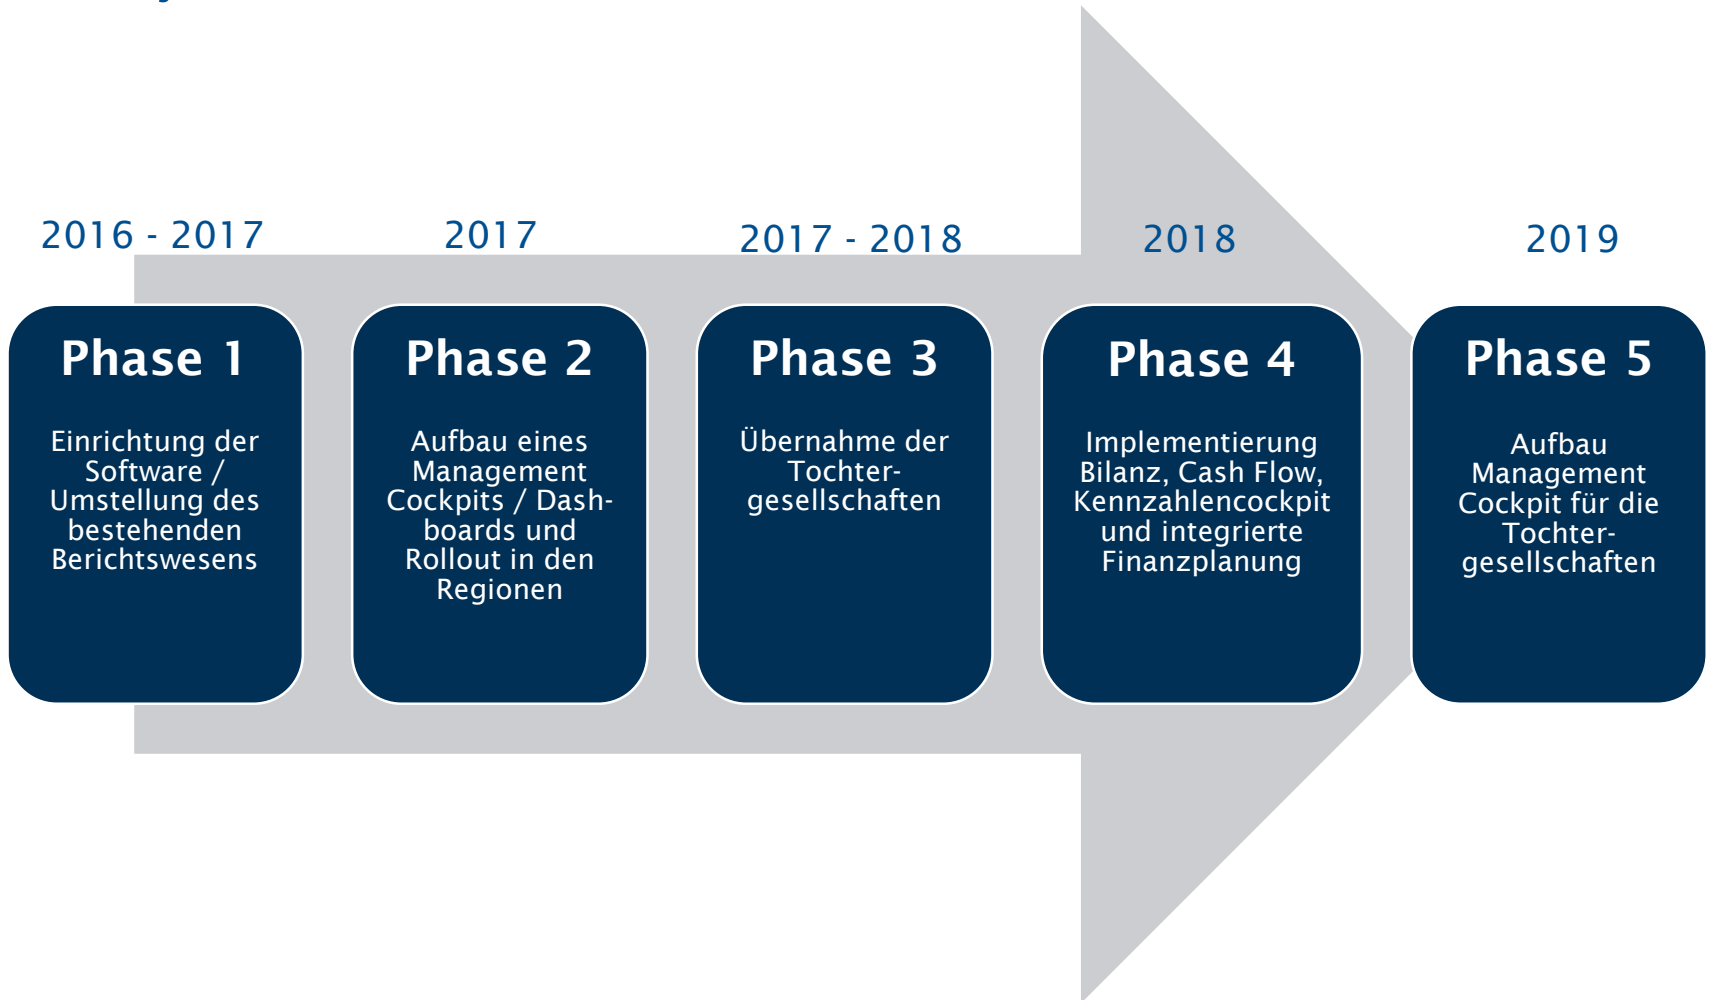 2016 - 2017
2017
2017 - 2018
2018
2019
Phase 1
Einrichtung der
Software /
Umstellung des
bestehenden
Berichtswesens
Phase 2
Aufbau eines
Management
Cockpits / Dash-
boards und
Rollout in den
Regionen
Phase 3
Übernahme der
Tochter-
gesellschaften
Phase 4
Implementierung
Bilanz, Cash Flow,
Kennzahlencockpit
und integrierte
Finanzplanung
Phase 5
Aufbau
Management
Cockpit für die
Tochter-
gesellschaften